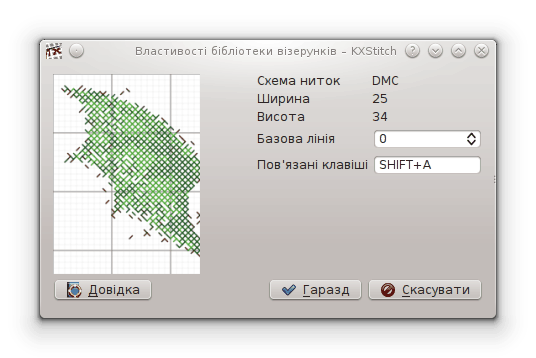 Властивості бібліотеки візерунків – KXStitch
Схема ниток DMC
Ширина 25
Висота 34
Базова лінія 0
Пов'язані клавіші SHIFT+A
Довідка Гаразд Скасувати